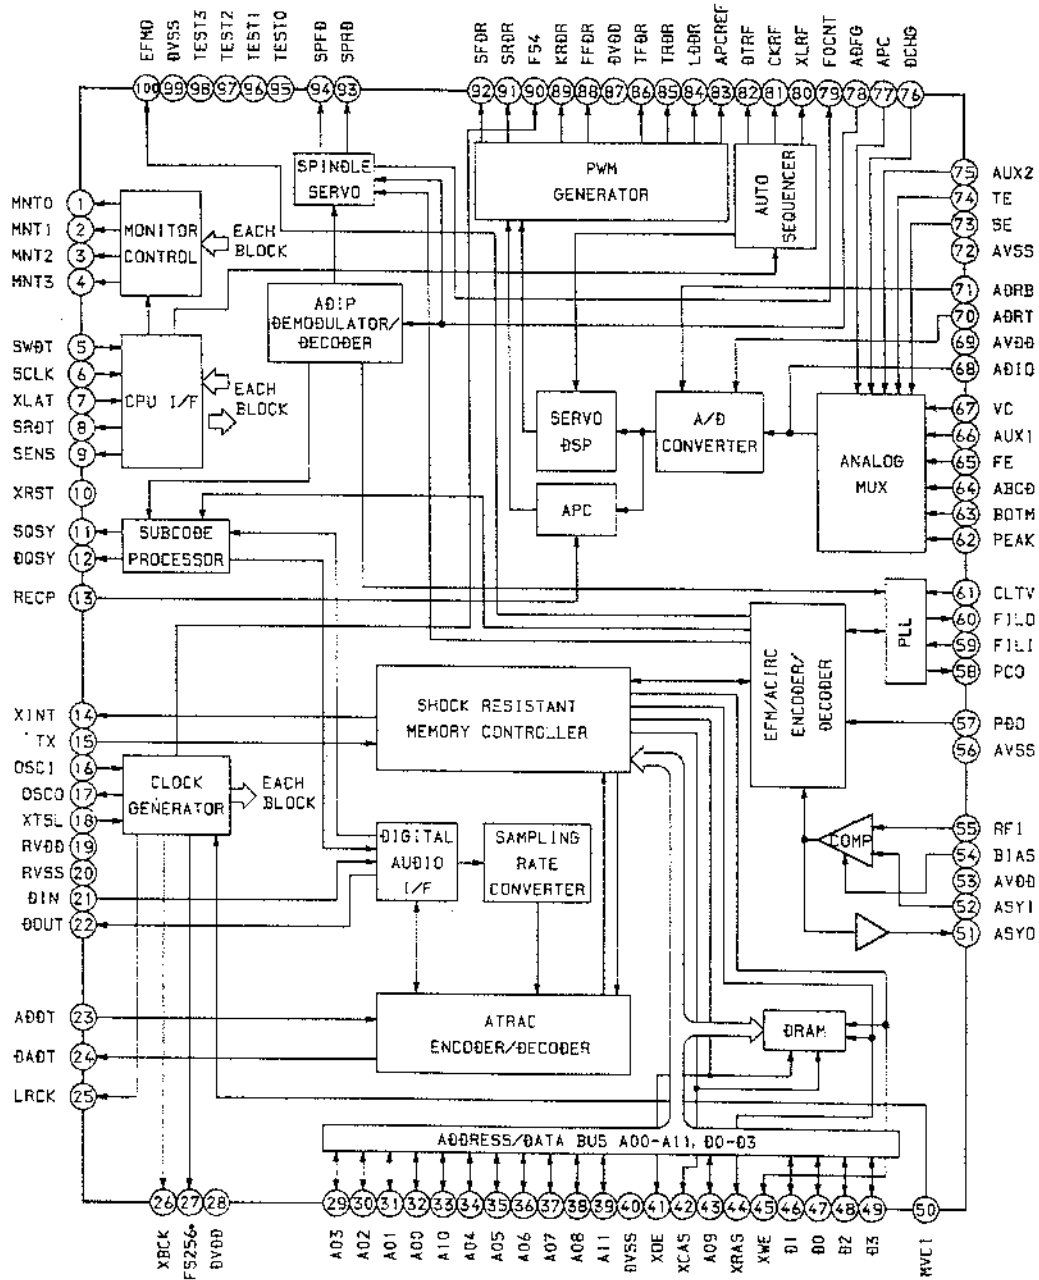 EFMO
DVSS
TEST3
TEST2
TEST1
TEST0
SPFD
SPRD
SFDR
SRDR
FS4
KRDR
FFDR
DVDD
TFDR
TRDR
LDDR
APCREF
DTRF
CKRF
XLRF
FOCNT
ADFG
APC
DCHG
100
99
98
97
96
95
94
93
92
91
90
89
88
87
86
85
84
83
82
81
80
79
78
77
76
MNT0 1
MNT1 2
MNT2 3
MNT3 4
SWDT 5
SCLK 6
XLAT 7
SRDT 8
SENS 9
XRST 10
SQSY 11
DQSY 12
RECP 13
XINT 14
TX 15
OSCI 16
OSCO 17
XTSL 18
RVDD 19
RVSS 20
DIN 21
DOUT 22
ADDT 23
DADT 24
LRCK 25
SPINDLE
SERVO
PWM
GENERATOR
AUTO
SEQUENCER
MONITOR
CONTROL
EACH
BLOCK
ADIP
DEMODULATOR/
DECODER
CPU I/F
EACH
BLOCK
SERVO
DSP
A/D
CONVERTER
ANALOG
MUX
APC
SUBCODE
PROCESSOR
PLL
EFM/ACIRC
ENCODER/
DECODER
SHOCK RESISTANT
MEMORY CONTROLLER
CLOCK
GENERATOR
EACH
BLOCK
DIGITAL
AUDIO
I/F
SAMPLING
RATE
CONVERTER
COMP
ATRAC
ENCODER/DECODER
DRAM
ADDRESS/DATA BUS A00-A11, D0-D3
75 AUX2
74 TE
73 SE
72 AVSS
71 ADRB
70 ADRT
69 AVDD
68 ADIO
67 VC
66 AUX1
65 FE
64 ABCD
63 BOTM
62 PEAK
61 CLTV
60 FILO
59 FILI
58 PCO
57 PDO
56 AVSS
55 RFI
54 BIAS
53 AVDD
52 ASYI
51 ASYO
26
27
28
29
30
31
32
33
34
35
36
37
38
39
40
41
42
43
44
45
46
47
48
49
50
XBCK
FS256
DVDD
A03
A02
A01
A00
A10
A04
A05
A06
A07
A08
A11
DVSS
XOE
XCAS
A09
XRAS
XWE
D1
D0
D2
D3
MVCI